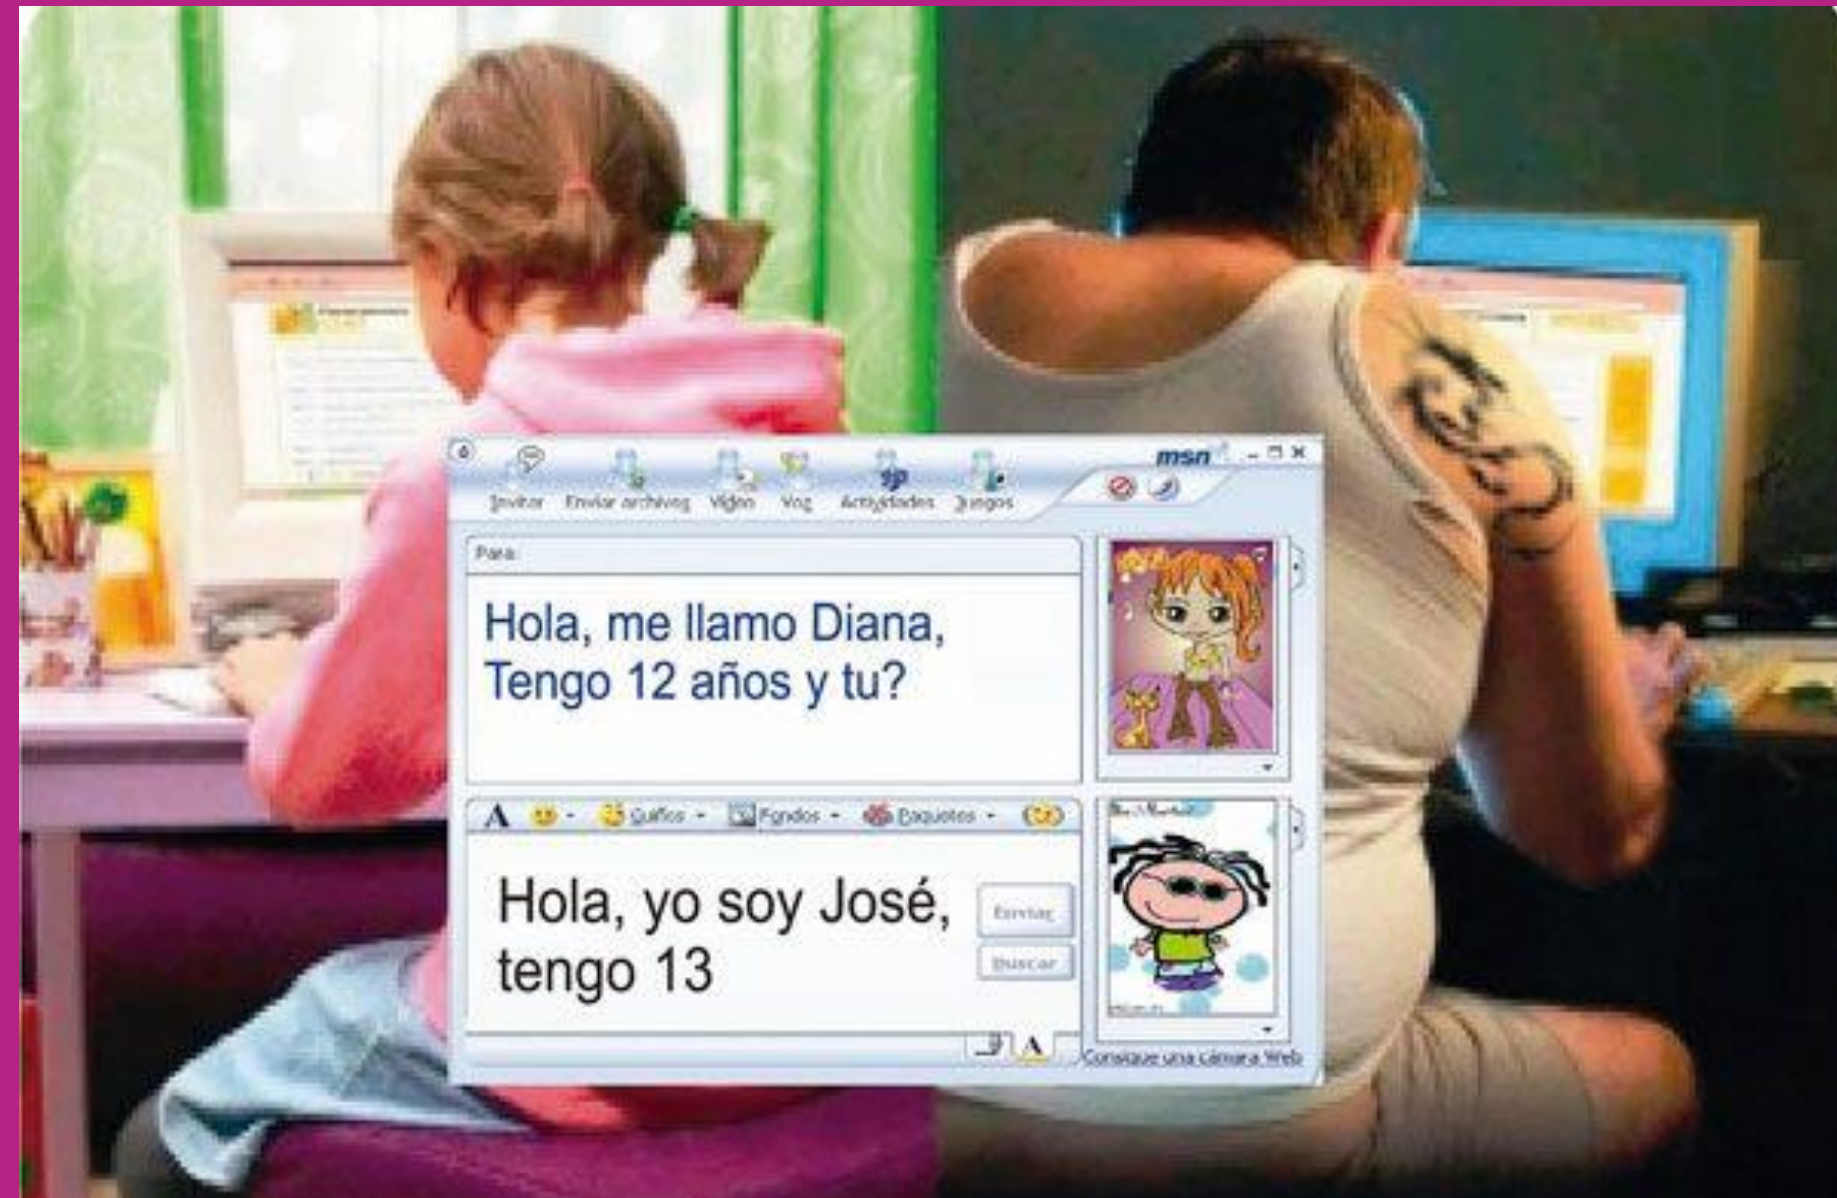 msn
Invitar Enviar archivos Video Voz Actividades Juegos
Para:
Hola, me llamo Diana,
Tengo 12 años y tu?
A Guiños Fondos Paquetes
Hola, yo soy José,
tengo 13
Enviar
Buscar
A
Consigue una cámara Web